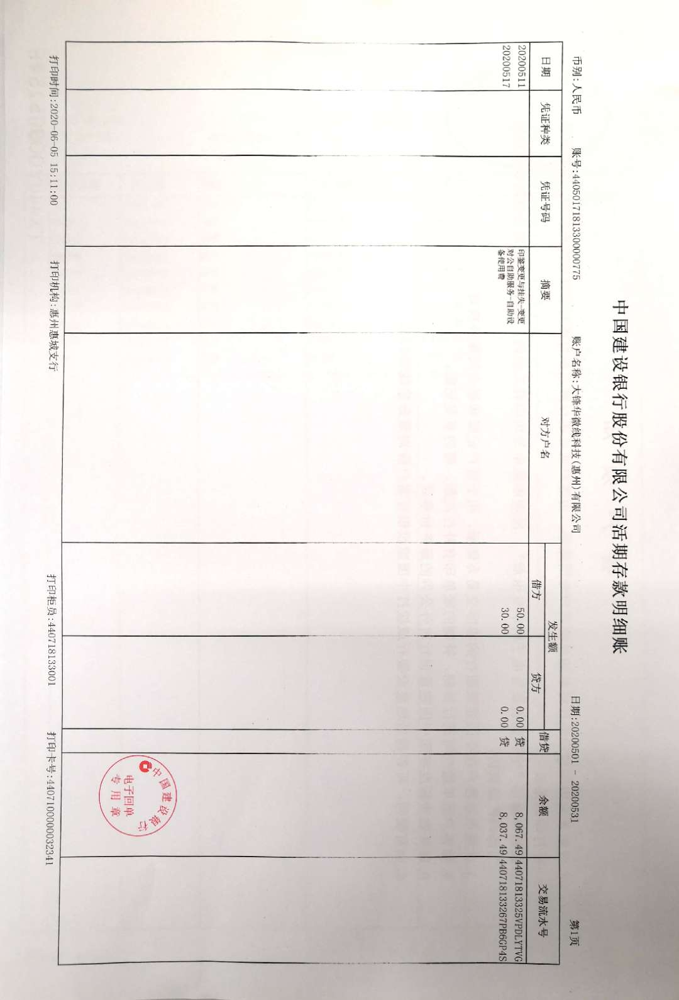 中国建设银行股份有限公司活期存款明细账
币别:人民币 账号:44050171813300000775 账户名称:大锋华微线科技(惠州)有限公司 日期:20200501 - 20200531 第1页
日期 凭证种类 凭证号码 摘要 对方户名 发生额 借贷 余额 交易流水号
借方 贷方
20200511 印鉴变更与挂失-变更 50.00 0.00 贷 8,067.49 44071813325VPDLYTVG
20200517 对公自助服务-自助设备使用费 30.00 0.00 贷 8,037.49 440718133267PB6GP4S
中国建设银行
电子回单
专用章
打印时间:2020-06-05 15:11:00 打印机构:惠州惠城支行 打印柜员:440718133001 打印卡号:4407100000032341